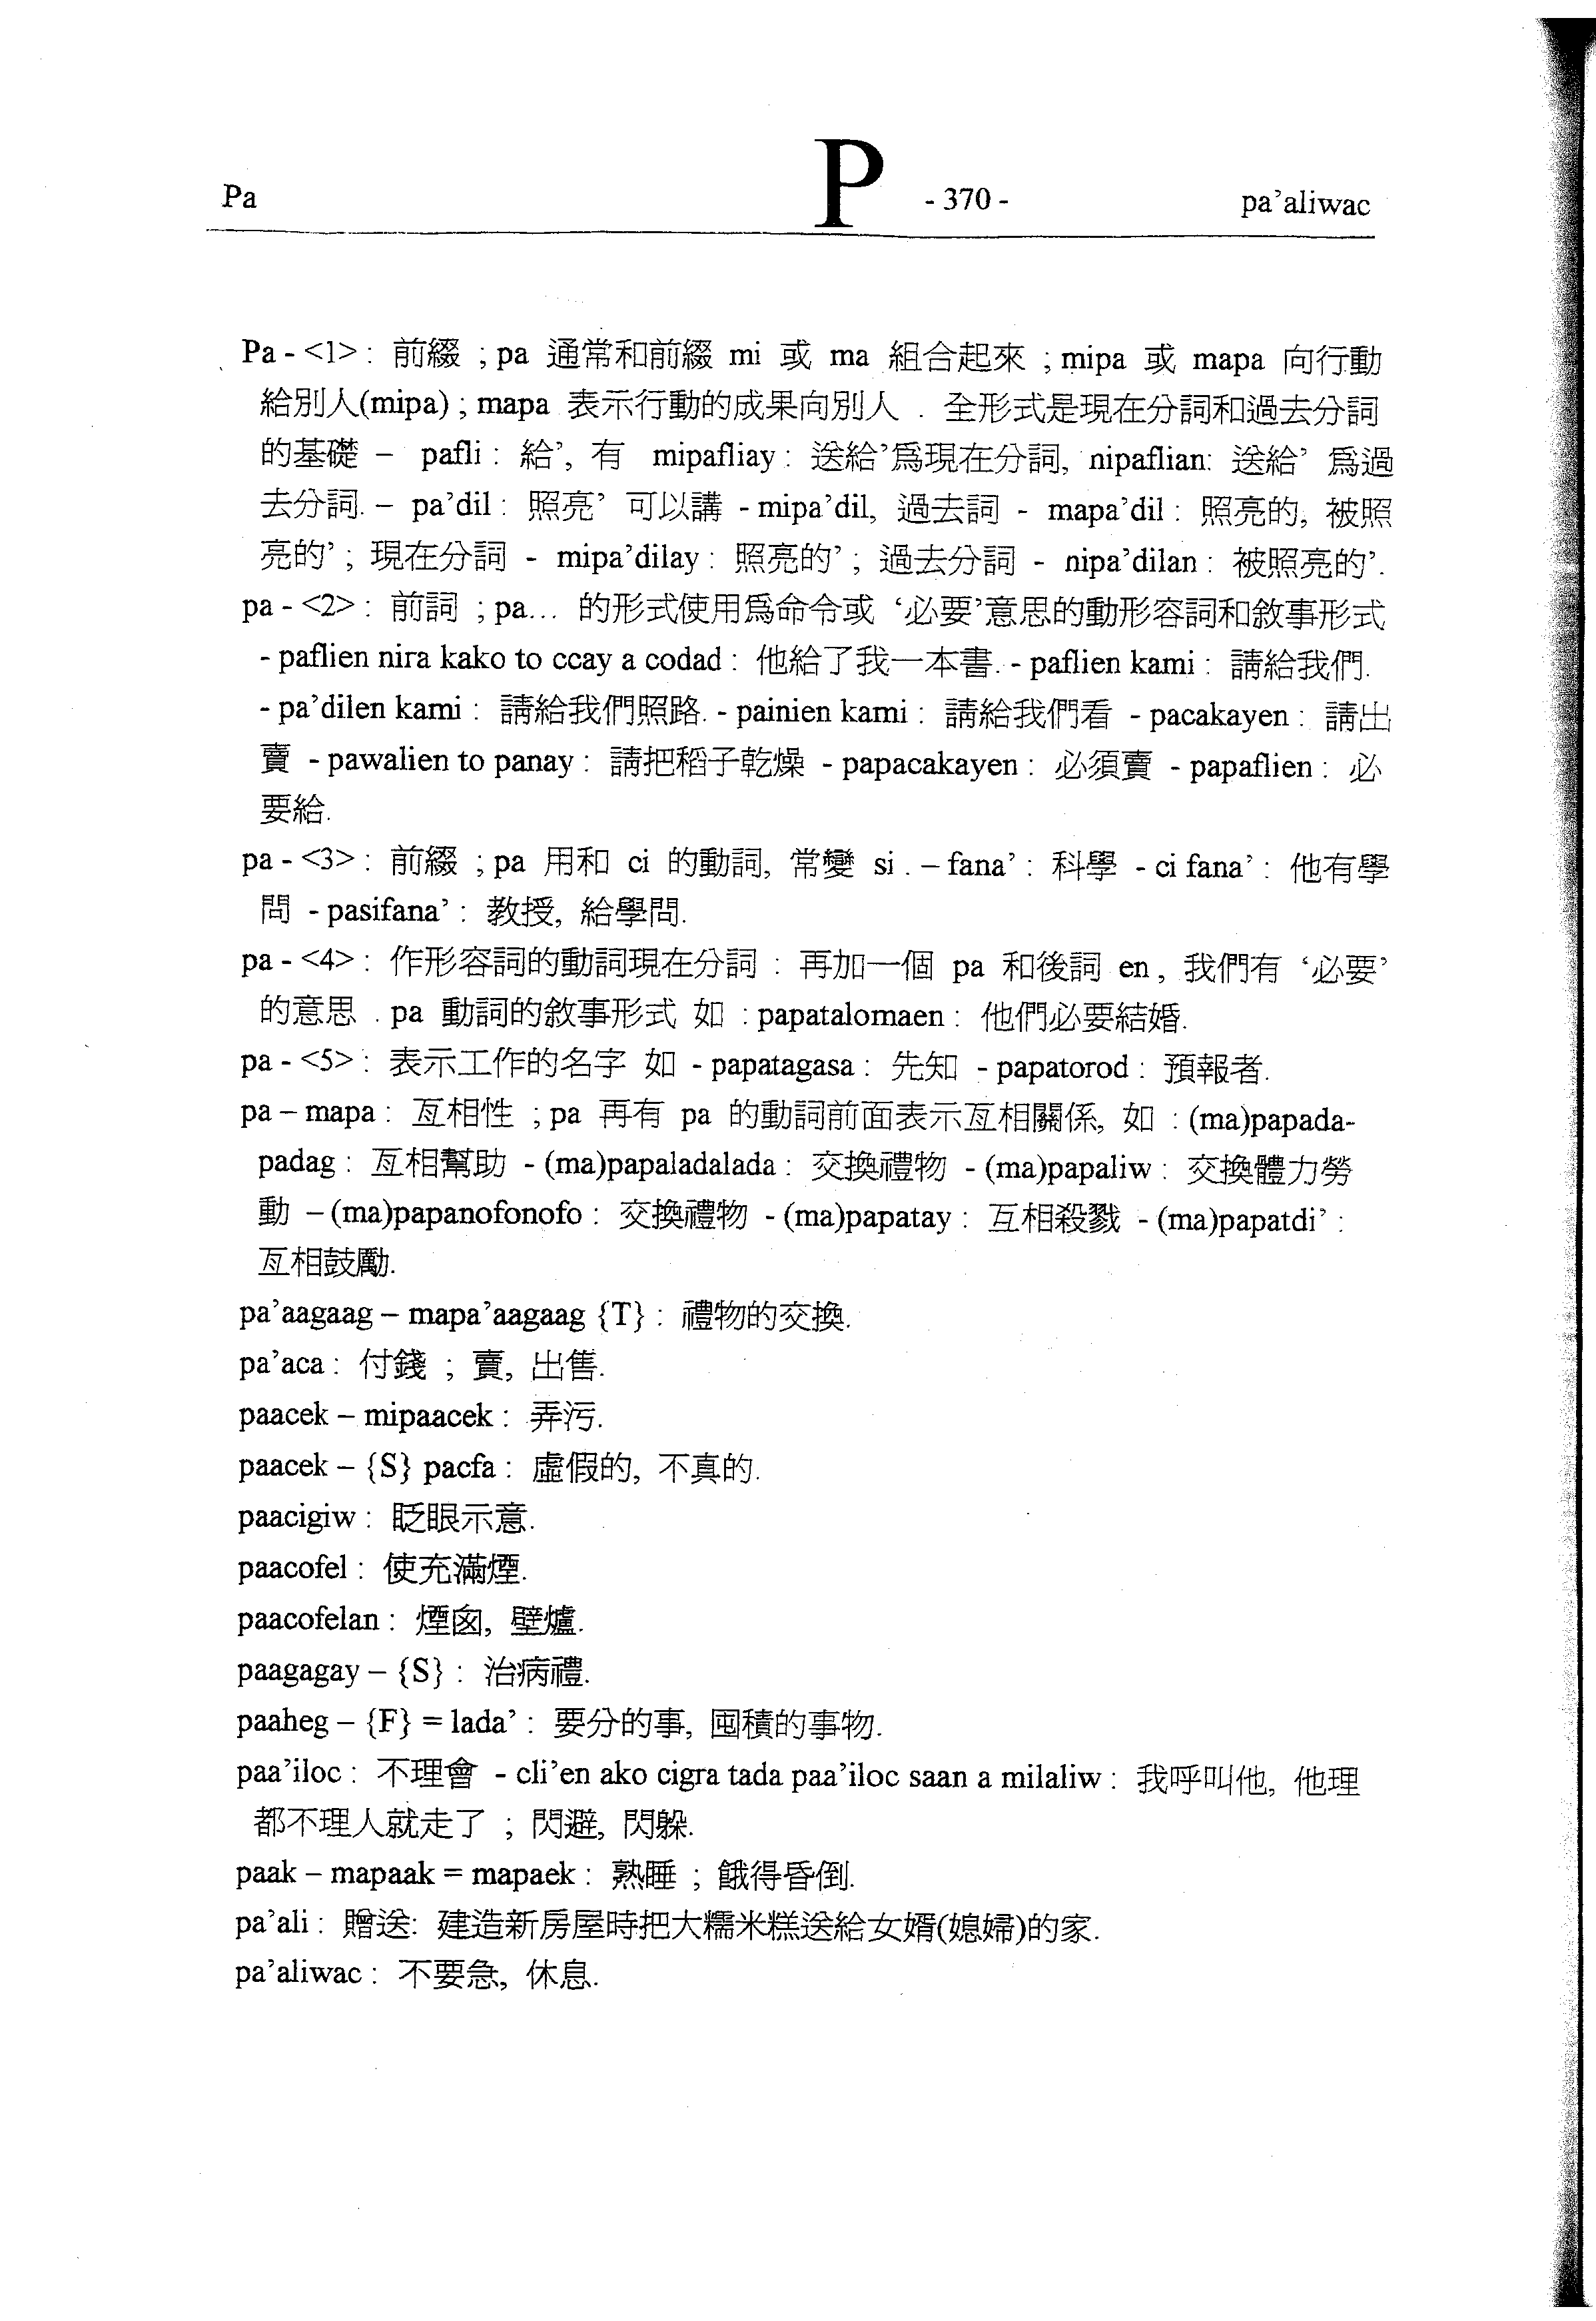 Pa
P
- 370 -
pa’aliwac
Pa - <1> : 前綴 ; pa 通常和前綴 mi 或 ma 組合起來 ; mipa 或 mapa 向行動
給別人(mipa) ; mapa 表示行動的成果向別人 . 全形式是現在分詞和過去分詞
的基礎 – pafli : 給’, 有 mipafliay : 送給’爲現在分詞, nipaflian: 送給’ 爲過
去分詞. – pa’dil : 照亮’ 可以講 - mipa’dil, 過去詞 - mapa’dil : 照亮的, 被照
亮的’ ; 現在分詞 - mipa’dilay : 照亮的’ ; 過去分詞 - nipa’dilan : 被照亮的’.
pa - <2> : 前詞 ; pa... 的形式使用爲命令或 ‘必要’意思的動形容詞和敘事形式
- paflien nira kako to ccay a codad : 他給了我一本書. - paflien kami : 請給我們.
- pa’dilen kami : 請給我們照路. - painien kami : 請給我們看 - pacakayen : 請出
賣 - pawalien to panay : 請把稻子乾燥 - papacakayen : 必須賣 - papaflien : 必
要給.
pa - <3> : 前綴 ; pa 用和 ci 的動詞, 常變 si . – fana’ : 科學 - ci fana’ : 他有學
問 - pasifana’ : 教授, 給學問.
pa - <4> : 作形容詞的動詞現在分詞 : 再加一個 pa 和後詞 en , 我們有 ‘必要’
的意思 . pa 動詞的敘事形式 如 : papatalomaen : 他們必要結婚.
pa - <5> : 表示工作的名字 如 - papatagasa : 先知 - papatorod : 預報者.
pa – mapa : 互相性 ; pa 再有 pa 的動詞前面表示互相關係, 如 : (ma)papada-
padag : 互相幫助 - (ma)papaladalada : 交換禮物 - (ma)papaliw : 交換體力勞
動 – (ma)papanofonofo : 交換禮物 - (ma)papatay : 互相殺戮 - (ma)papatdi’ :
互相鼓勵.
pa’aagaag – mapa’aagaag {T} : 禮物的交換.
pa’aca : 付錢 ; 賣, 出售.
paacek – mipaacek : 弄污.
paacek – {S} pacfa : 虛假的, 不真的.
paacigiw : 眨眼示意.
paacofel : 使充滿煙.
paacofelan : 煙囪, 壁爐.
paagagay – {S} : 治病禮.
paaheg – {F} = lada’ : 要分的事, 囤積的事物.
paa’iloc : 不理會 - cli’en ako cigra tada paa’iloc saan a milaliw : 我呼叫他, 他理
都不理人就走了 ; 閃避, 閃躲.
paak – mapaak = mapaek : 熟睡 ; 餓得昏倒.
pa’ali : 贈送: 建造新房屋時把大糯米糕送給女婿(媳婦)的家.
pa’aliwac : 不要急, 休息.